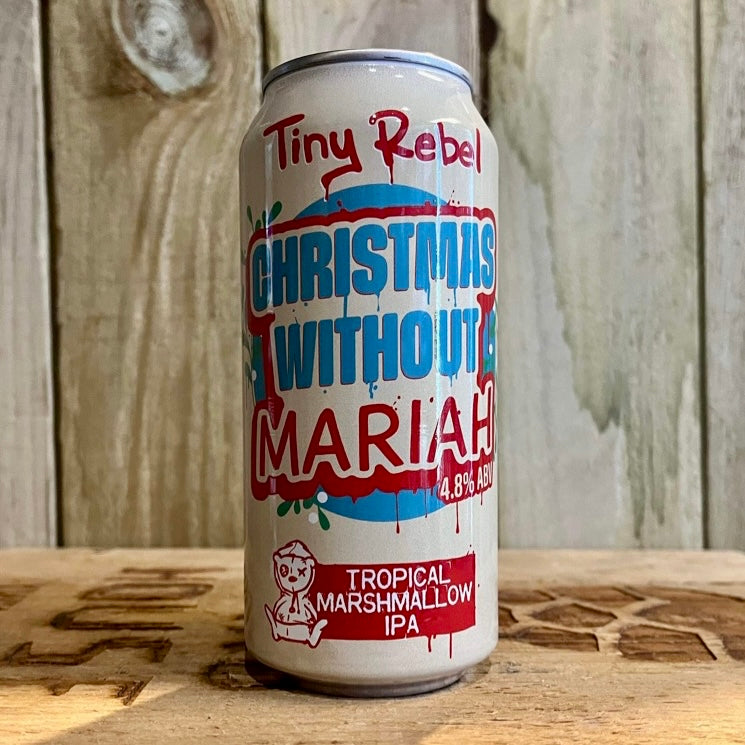 Tiny Rebel
CHRISTMAS
WITHOUT
MARIAH
4.8% ABV
TROPICAL
MARSHMALLOW
IPA